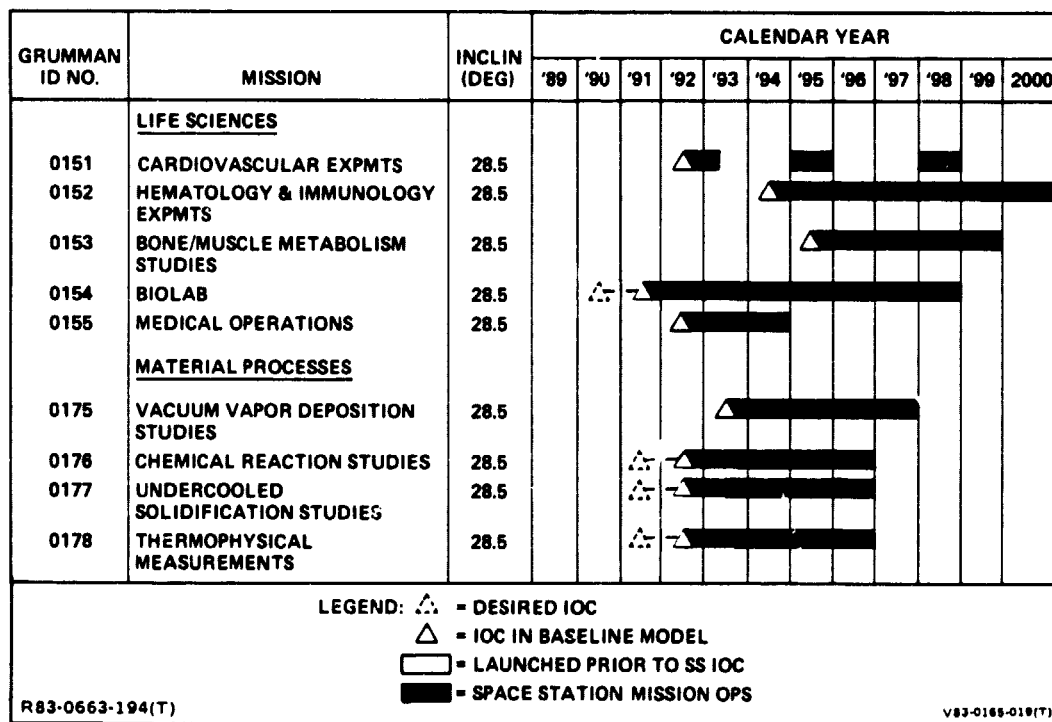 GRUMMAN ID NO. MISSION INCLIN (DEG) CALENDAR YEAR
'89 '90 '91 '92 '93 '94 '95 '96 '97 '98 '99 2000
LIFE SCIENCES
0151 CARDIOVASCULAR EXPMTS 28.5
0152 HEMATOLOGY & IMMUNOLOGY 28.5
EXPMTS
0153 BONE/MUSCLE METABOLISM 28.5
STUDIES
0154 BIOLAB 28.5
0155 MEDICAL OPERATIONS 28.5
MATERIAL PROCESSES
0175 VACUUM VAPOR DEPOSITION 28.5
STUDIES
0176 CHEMICAL REACTION STUDIES 28.5
0177 UNDERCOOLED 28.5
SOLIDIFICATION STUDIES
0178 THERMOPHYSICAL 28.5
MEASUREMENTS
LEGEND: = DESIRED IOC
= IOC IN BASELINE MODEL
= LAUNCHED PRIOR TO SS IOC
= SPACE STATION MISSION OPS
R83-0663-194(T) V83-0165-019(T)